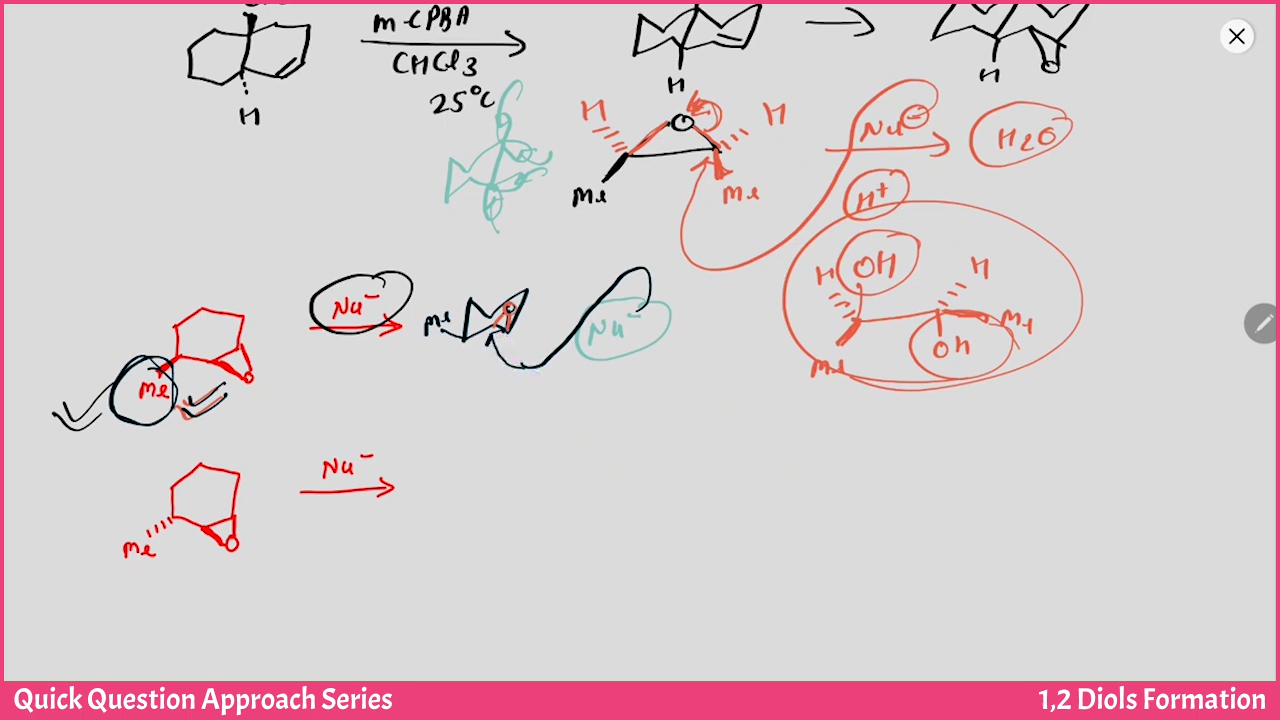 m-CPBA
CHCl3
25°C
H
H
H
O
H
O
H
Me
Me
Nu⊖
H2O
H+
H
OH
H
Me
OH
Me
Nu-
Me
O
Nu-
Me
O
Nu-
Me
O
Quick Question Approach Series
1,2 Diols Formation